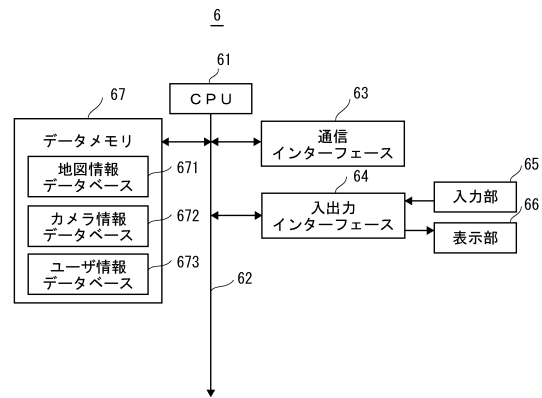 6
61
CPU
67
データメモリ
地図情報
データベース
671
カメラ情報
データベース
672
ユーザ情報
データベース
673
63
通信
インターフェース
64
入出力
インターフェース
65
入力部
66
表示部
62